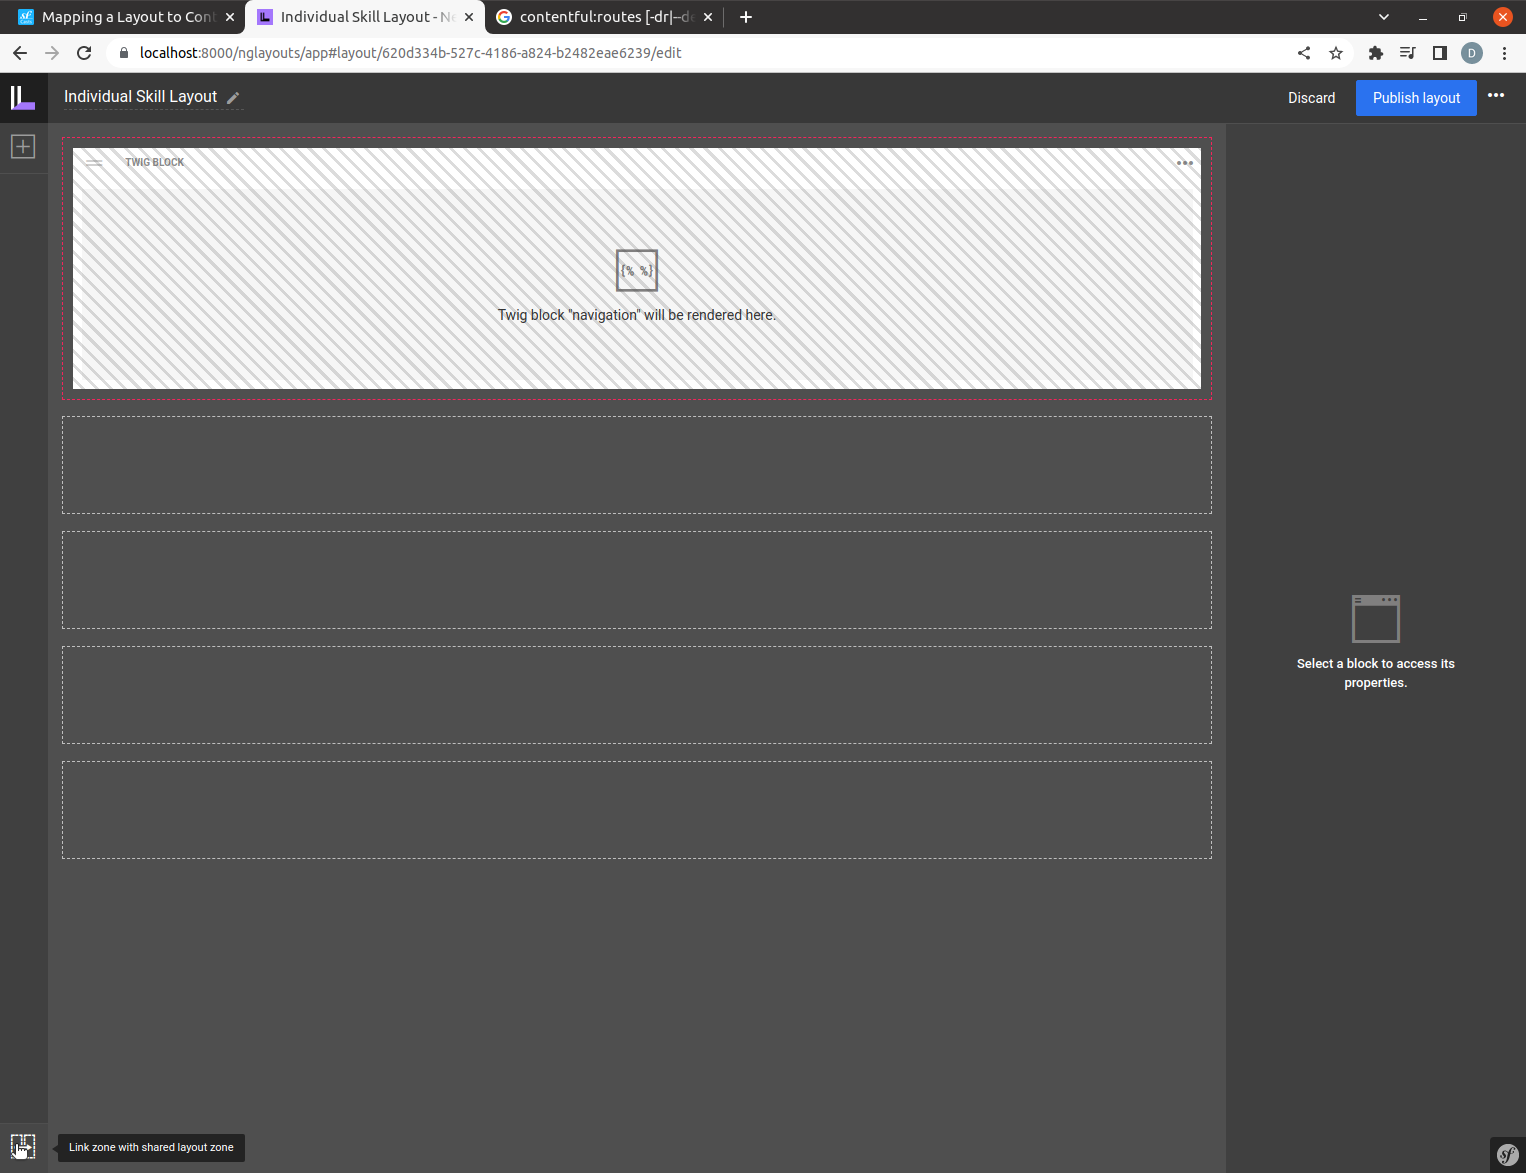 Mapping a Layout to Cont
Individual Skill Layout - Ne
contentful:routes [-dr|--de
localhost:8000/nglayouts/app#layout/620d334b-527c-4186-a824-b2482eae6239/edit
D
Individual Skill Layout
Discard
Publish layout
TWIG BLOCK
{% %}
Twig block "navigation" will be rendered here.
Select a block to access its
properties.
Link zone with shared layout zone